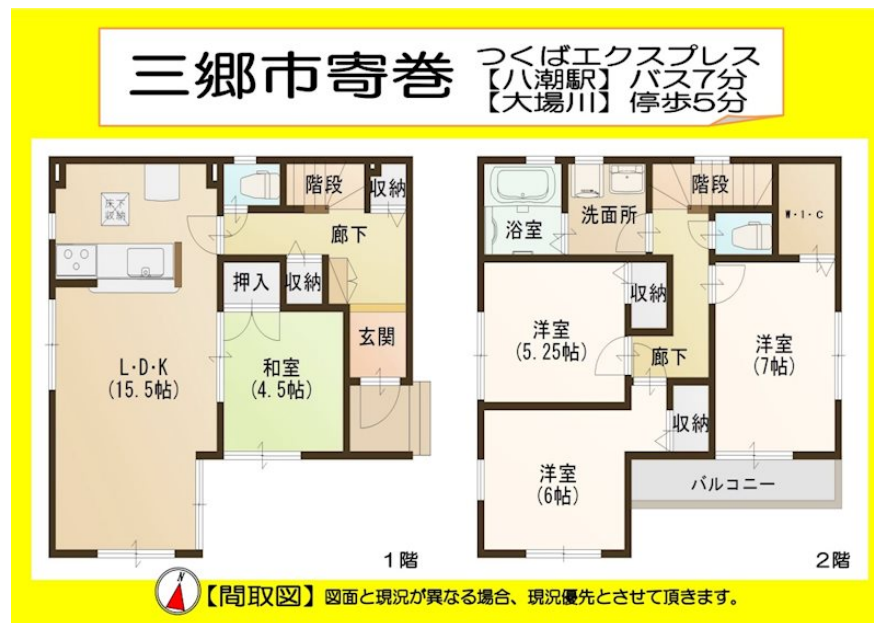 三郷市寄巻
つくばエクスプレス
【八潮駅】バス7分
【大場川】停歩5分
床下
収納
階段
収納
廊下
押入
収納
玄関
L・D・K
(15.5帖)
和室
(4.5帖)
1階
浴室
洗面所
階段
W・I・C
収納
洋室
(5.25帖)
廊下
洋室
(7帖)
収納
洋室
(6帖)
バルコニー
2階
N
【間取図】図面と現況が異なる場合、現況優先とさせて頂きます。